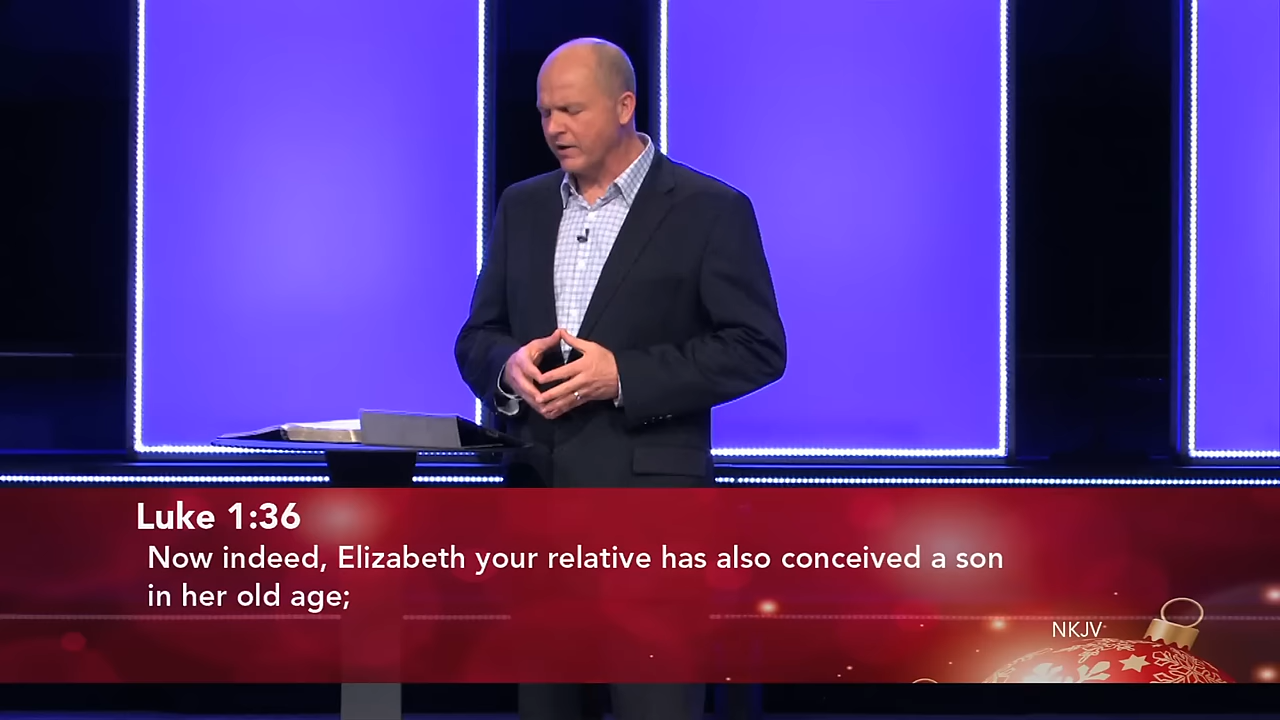 Luke 1:36
Now indeed, Elizabeth your relative has also conceived a son
in her old age;
NKJV